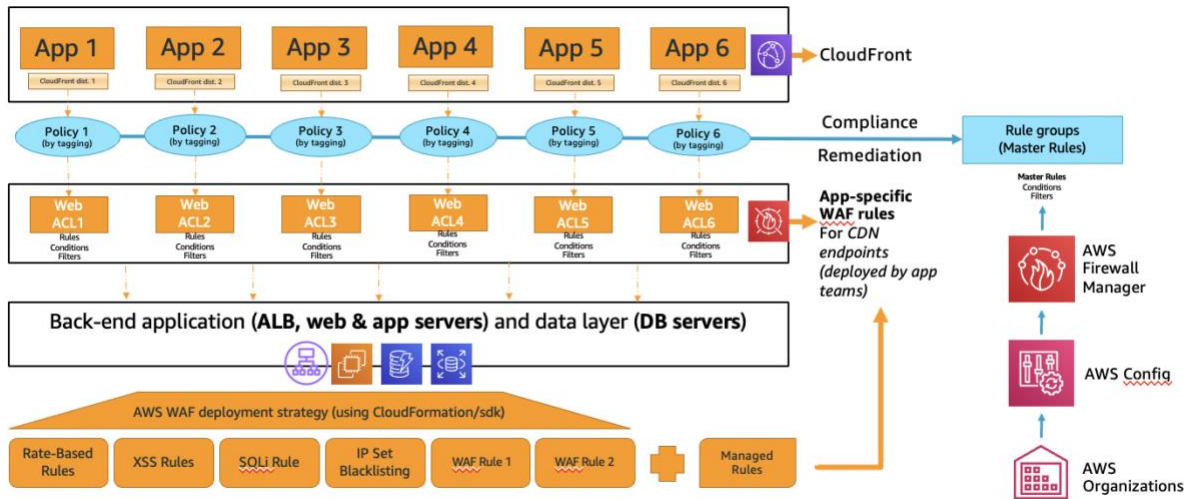 App 1
App 2
App 3
App 4
App 5
App 6
CloudFront dist. 1
CloudFront dist. 2
CloudFront dist. 3
CloudFront dist. 4
CloudFront dist.5
CloudFront dist. 6
CloudFront
Policy 1
(by tagging)
Policy 2
(by tagging)
Policy 3
(by tagging)
Policy 4
(by tagging)
Policy 5
(by tagging)
Policy 6
(by tagging)
Compliance
Remediation
Rule groups
(Master Rules)
Master Rules
Conditions
Filters
Web
ACL1
Rules
Conditions
Filters
Web
ACL2
Rules
Conditions
Filters
Web
ACL3
Rules
Conditions
Filters
Web
ACL4
Rules
Conditions
Filters
Web
ACL5
Rules
Conditions
Filters
Web
ACL6
Rules
Conditions
Filters
App-specific
WAF rules
For CDN
endpoints
(deployed by app
teams)
AWS
Firewall
Manager
AWS Config
AWS
Organizations
Back-end application (ALB, web & app servers) and data layer (DB servers)
AWS WAF deployment strategy (using CloudFormation/sdk)
Rate-Based
Rules
XSS Rules
SQLi Rule
IP Set
Blacklisting
WAF Rule 1
WAF Rule 2
Managed
Rules